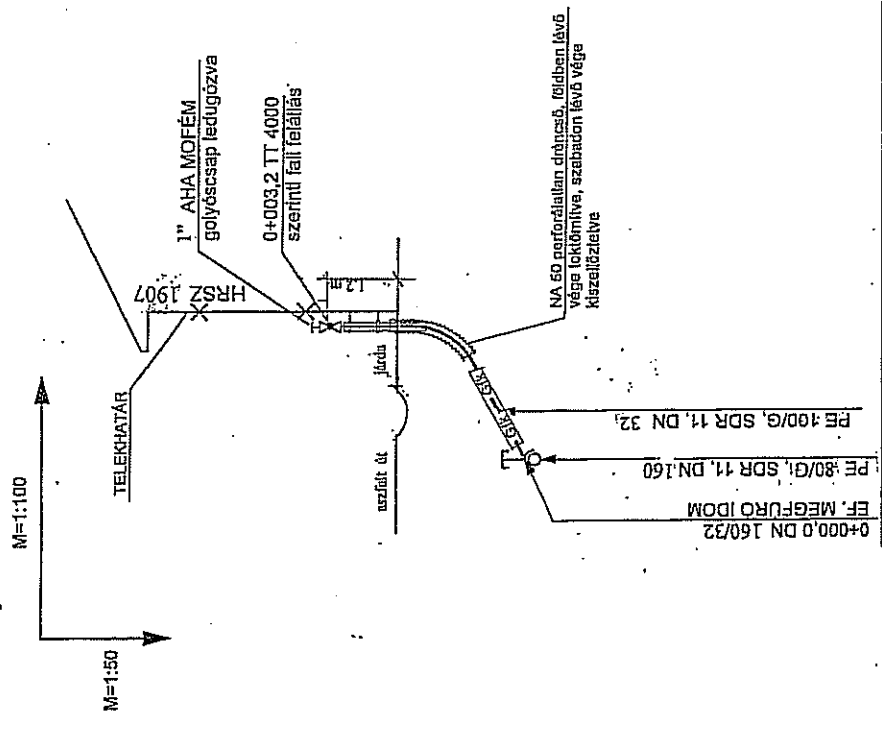 M=1:100
M=1:50
TELEKHATÁR
HRSZ 1907
1" AHA MOFÉM
golyóscsap ledugózva
0+003,2 TT 4000
szerinti fali felállás
1,2 m
járda
aszfalt út
NA 50 perforálatlan dréncső, földben lévő
vége toktömítve, szabadon lévő vége
kiszellőztetve
GIK
GIK
PE 100/G, SDR 11, DN 32
PE 80/G, SDR 11, DN 160
EF. MEGFÚRÓ IDOM
0+000,0 DN 160/32